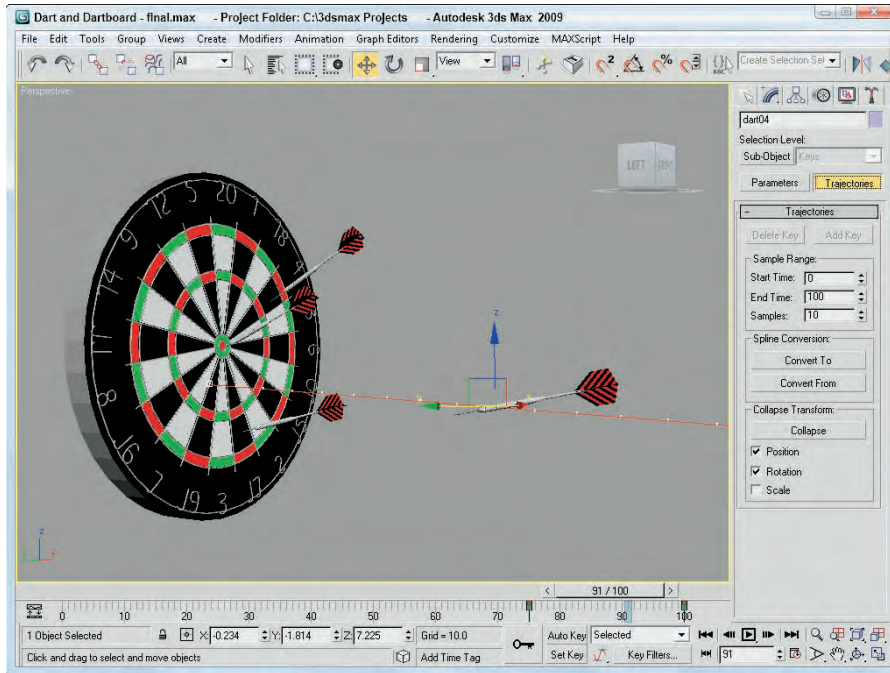 Dart and Dartboard - final.max - Project Folder: C:\3dsmax Projects - Autodesk 3ds Max 2009
File Edit Tools Group Views Create Modifiers Animation Graph Editors Rendering Customize MAXScript Help
All View Create Selection Set
Perspective
LEFT
dart04
Selection Level:
Sub-Object Keys
Parameters Trajectories
- Trajectories
Delete Key Add Key
Sample Range:
Start Time: 0
End Time: 100
Samples: 10
Spline Conversion:
Convert To
Convert From
Collapse Transform:
Collapse
Position
Rotation
Scale
5 20 1
12 18
9
14
11
8
16
7
19 3 17 2
15
z
z
< 91 / 100 >
0 10 20 30 40 50 60 70 80 90 100
1 Object Selected X: -0.234 Y: -1.814 Z: 7.225 Grid = 10.0 Auto Key Selected
Click and drag to select and move objects Add Time Tag Set Key Key Filters... 91